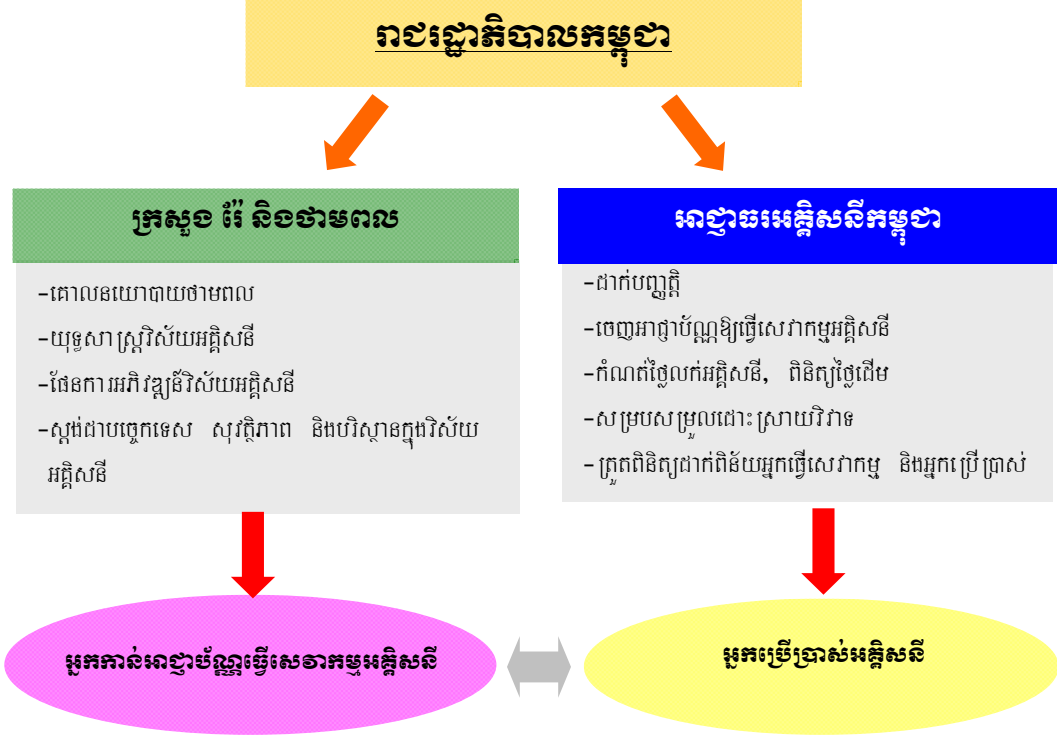 រាជរដ្ឋាភិបាលកម្ពុជា
ក្រសួង រ៉ែ និងថាមពល
-គោលនយោបាយថាមពល
-យុទ្ធសាស្ត្រវិស័យអគ្គិសនី
-ផែនការអភិវឌ្ឍន៍វិស័យអគ្គិសនី
-ស្តង់ដាបច្ចេកទេស សុវត្ថិភាព និងបរិស្ថានក្នុងវិស័យ
អគ្គិសនី
អាជ្ញាធរអគ្គិសនីកម្ពុជា
-ដាក់បញ្ញត្តិ
-ចេញអាជ្ញាប័ណ្ណឱ្យធ្វើសេវាកម្មអគ្គិសនី
-កំណត់ថ្លៃលក់អគ្គិសនី, ពិនិត្យថ្លៃដើម
-សម្របសម្រួលដោះស្រាយវិវាទ
-ត្រួតពិនិត្យដាក់ពិន័យអ្នកធ្វើសេវាកម្ម និងអ្នកប្រើប្រាស់
អ្នកកាន់អាជ្ញាប័ណ្ណធ្វើសេវាកម្មអគ្គិសនី
អ្នកប្រើប្រាស់អគ្គិសនី